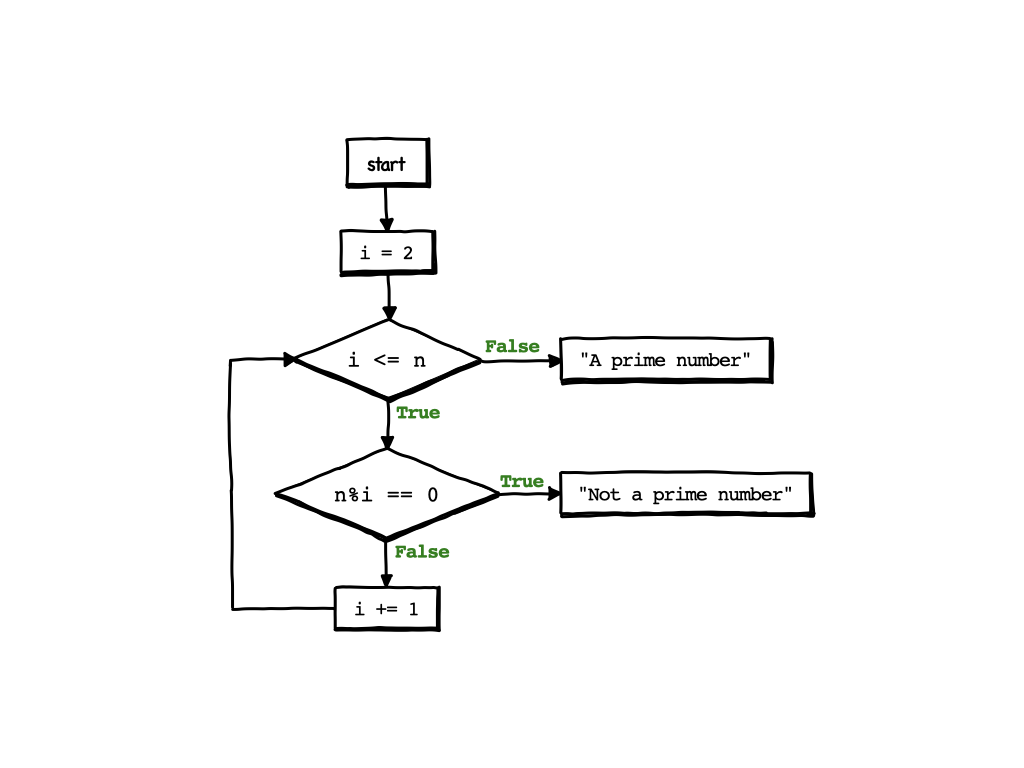 start
i = 2
i <= n
False
"A prime number"
True
n%i == 0
True
"Not a prime number"
False
i += 1